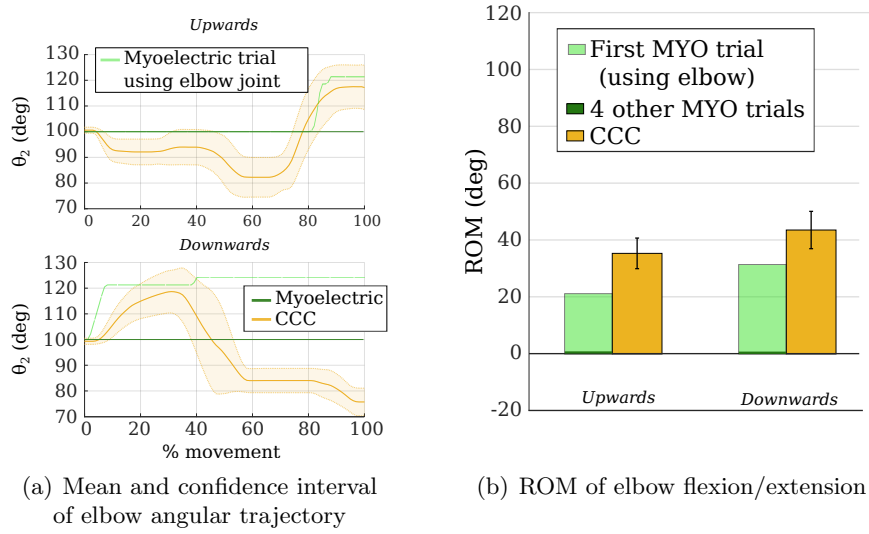 Upwards
130
120
110
100
90
80
70
θ₂ (deg)
Myoelectric trial
using elbow joint
0 20 40 60 80 100
Downwards
130
120
110
100
90
80
70
θ₂ (deg)
Myoelectric
CCC
0 20 40 60 80 100
% movement
(a) Mean and confidence interval
of elbow angular trajectory
120
100
80
60
40
20
0
-20
ROM (deg)
First MYO trial
(using elbow)
4 other MYO trials
CCC
Upwards Downwards
(b) ROM of elbow flexion/extension